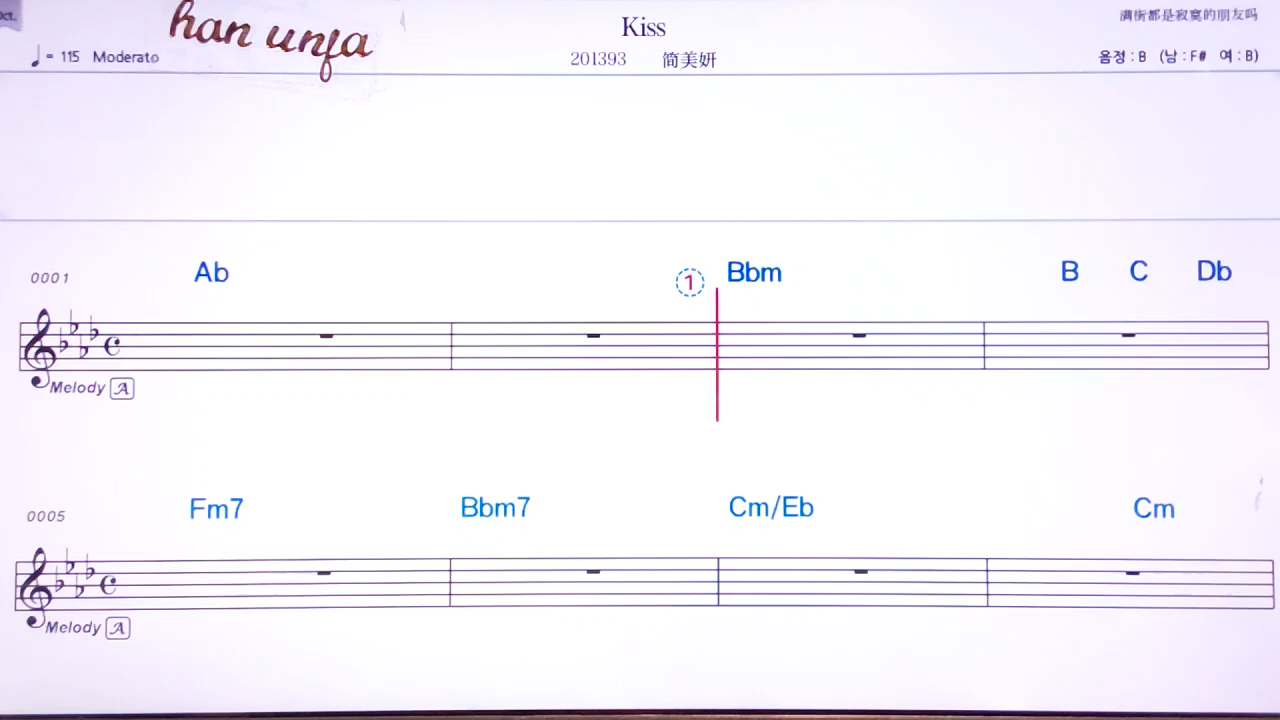 ct.
han unfa
Kiss
满街都是寂寞的朋友吗
♩= 115 Moderato
201393 简美妍
음정 : B (남 : F# 여 : B)
0001 Ab ① Bbm B C Db
Melody A
0005 Fm7 Bbm7 Cm/Eb Cm
Melody A